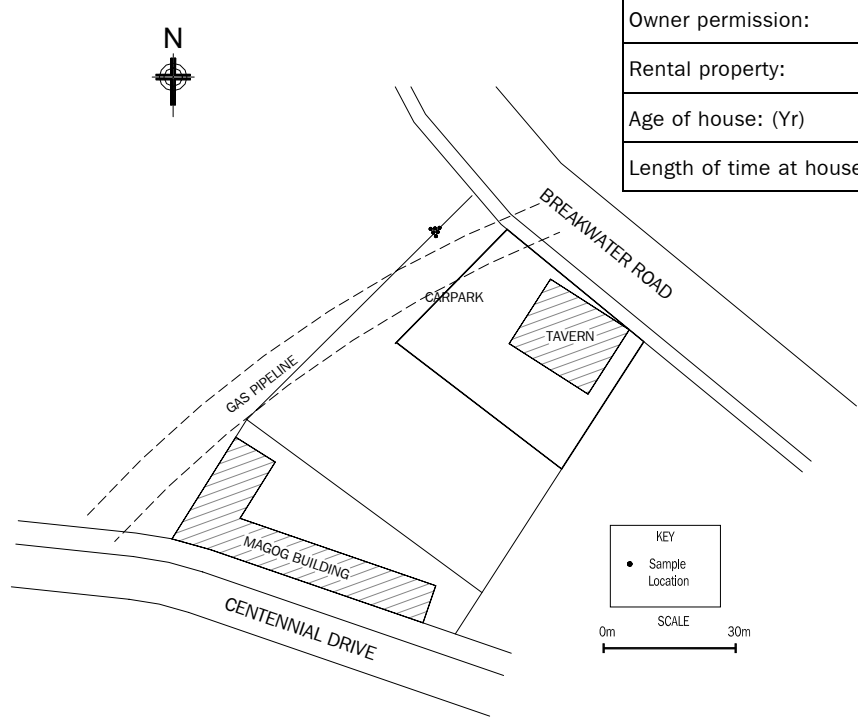 Owner permission:
Rental property:
Age of house: (Yr)
Length of time at house
N
BREAKWATER ROAD
CARPARK
TAVERN
GAS PIPELINE
MAGOG BUILDING
CENTENNIAL DRIVE
KEY
Sample
Location
SCALE
0m 30m